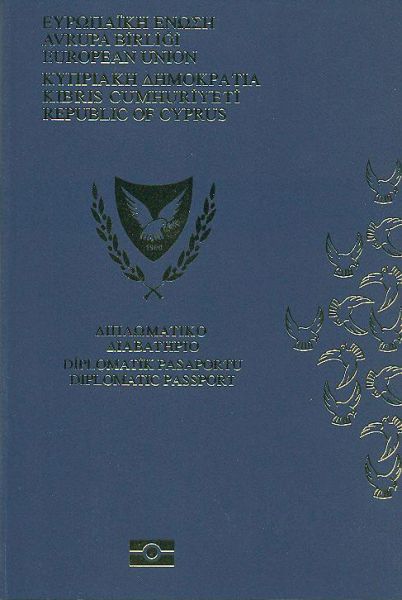 ΕΥΡΩΠΑΪΚΗ ΕΝΩΣΗ
AVRUPA BİRLİĞİ
EUROPEAN UNION
ΚΥΠΡΙΑΚΗ ΔΗΜΟΚΡΑΤΙΑ
KIBRIS CUMHURİYETİ
REPUBLIC OF CYPRUS
1960
ΔΙΠΛΩΜΑΤΙΚΟ
ΔΙΑΒΑΤΗΡΙΟ
DİPLOMATİK PASAPORTU
DIPLOMATIC PASSPORT